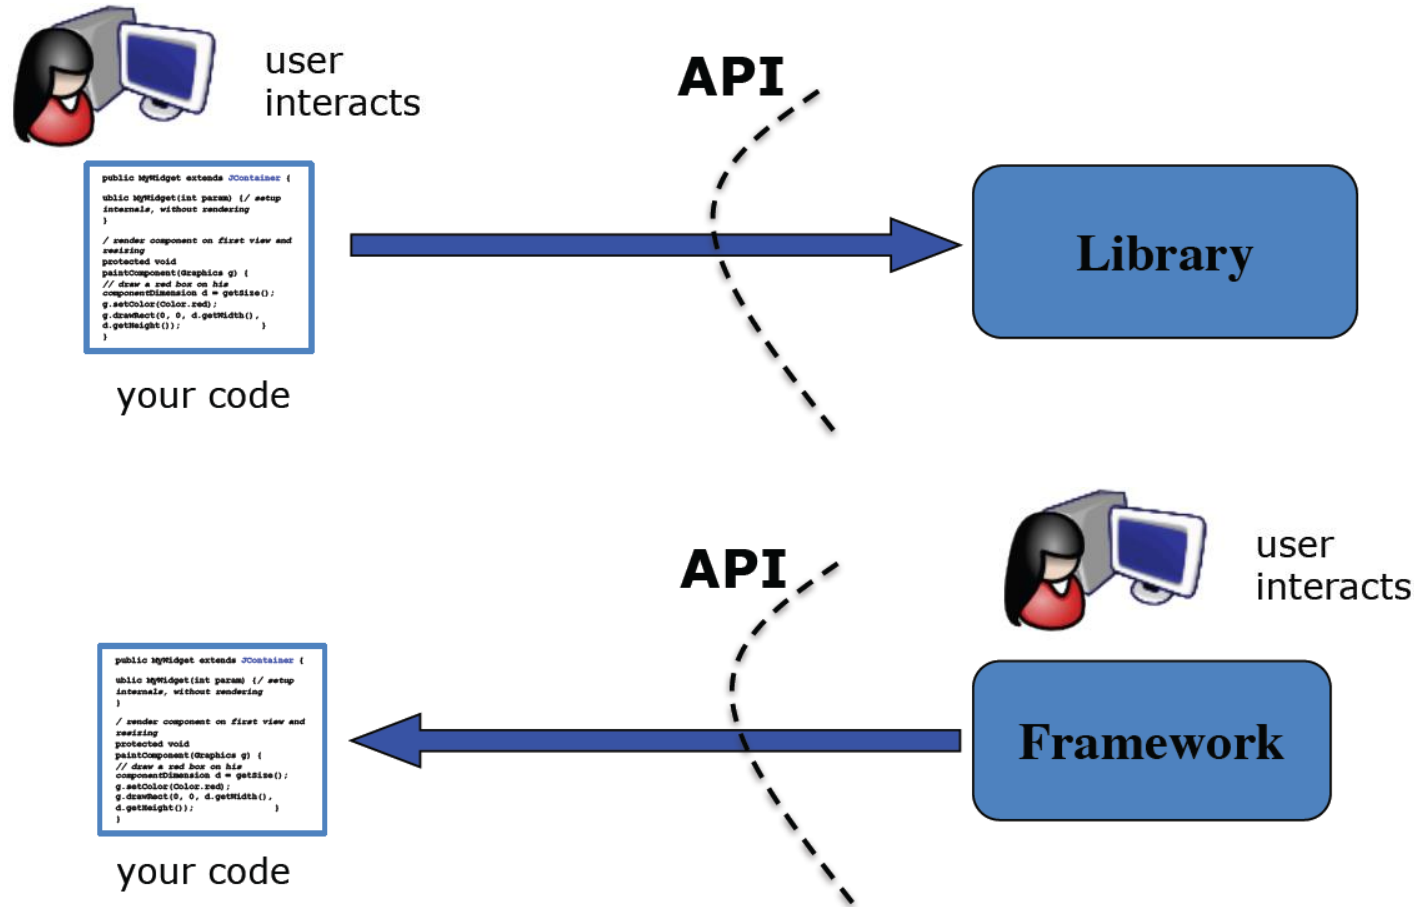 user
interacts
API
public MyWidget extends JContainer {
ublic MyWidget(int param) {/ setup
internals, without rendering
}
/ render component on first view and
resizing
protected void
paintComponent(Graphics g) {
// draw a red box on his
componentDimension d = getSize();
g.setColor(Color.red);
g.drawRect(0, 0, d.getWidth(),
d.getHeight()); }
}
Library
your code
API
user
interacts
public MyWidget extends JContainer {
ublic MyWidget(int param) {/ setup
internals, without rendering
}
/ render component on first view and
resizing
protected void
paintComponent(Graphics g) {
// draw a red box on his
componentDimension d = getSize();
g.setColor(Color.red);
g.drawRect(0, 0, d.getWidth(),
d.getHeight()); }
}
Framework
your code